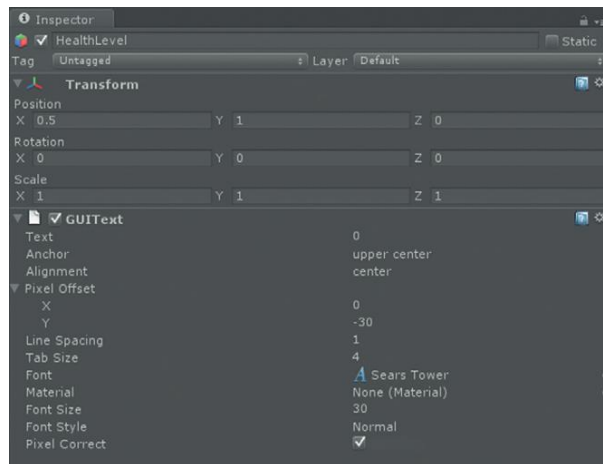 Inspector
HealthLevel Static
Tag Untagged Layer Default
Transform
Position
X 0.5 Y 1 Z 0
Rotation
X 0 Y 0 Z 0
Scale
X 1 Y 1 Z 1
GUIText
Text 0
Anchor upper center
Alignment center
Pixel Offset
X 0
Y -30
Line Spacing 1
Tab Size 4
Font Sears Tower
Material None (Material)
Font Size 30
Font Style Normal
Pixel Correct